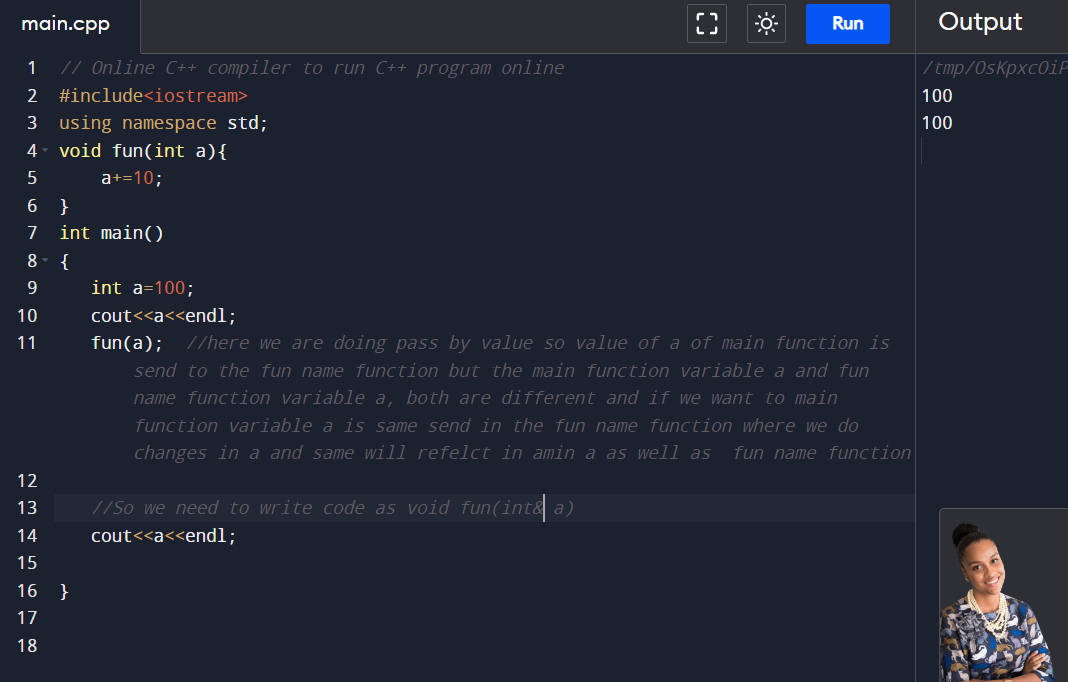 main.cpp
Run
Output
1 // Online C++ compiler to run C++ program online
2 #include<iostream>
3 using namespace std;
4 void fun(int a){
5     a+=10;
6 }
7 int main()
8 {
9    int a=100;
10    cout<<a<<endl;
11    fun(a);  //here we are doing pass by value so value of a of main function is
send to the fun name function but the main function variable a and fun
name function variable a, both are different and if we want to main
function variable a is same send in the fun name function where we do
changes in a and same will refelct in amin a as well as  fun name function
12
13    //So we need to write code as void fun(int& a)
14    cout<<a<<endl;
15
16 }
17
18
/tmp/OsKpxcOiP
100
100